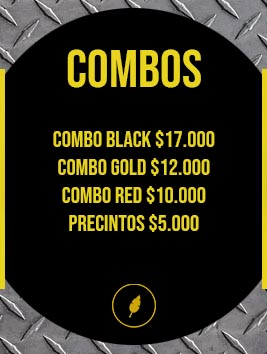 COMBOS
COMBO BLACK $17.000
COMBO GOLD $12.000
COMBO RED $10.000
PRECINTOS $5.000